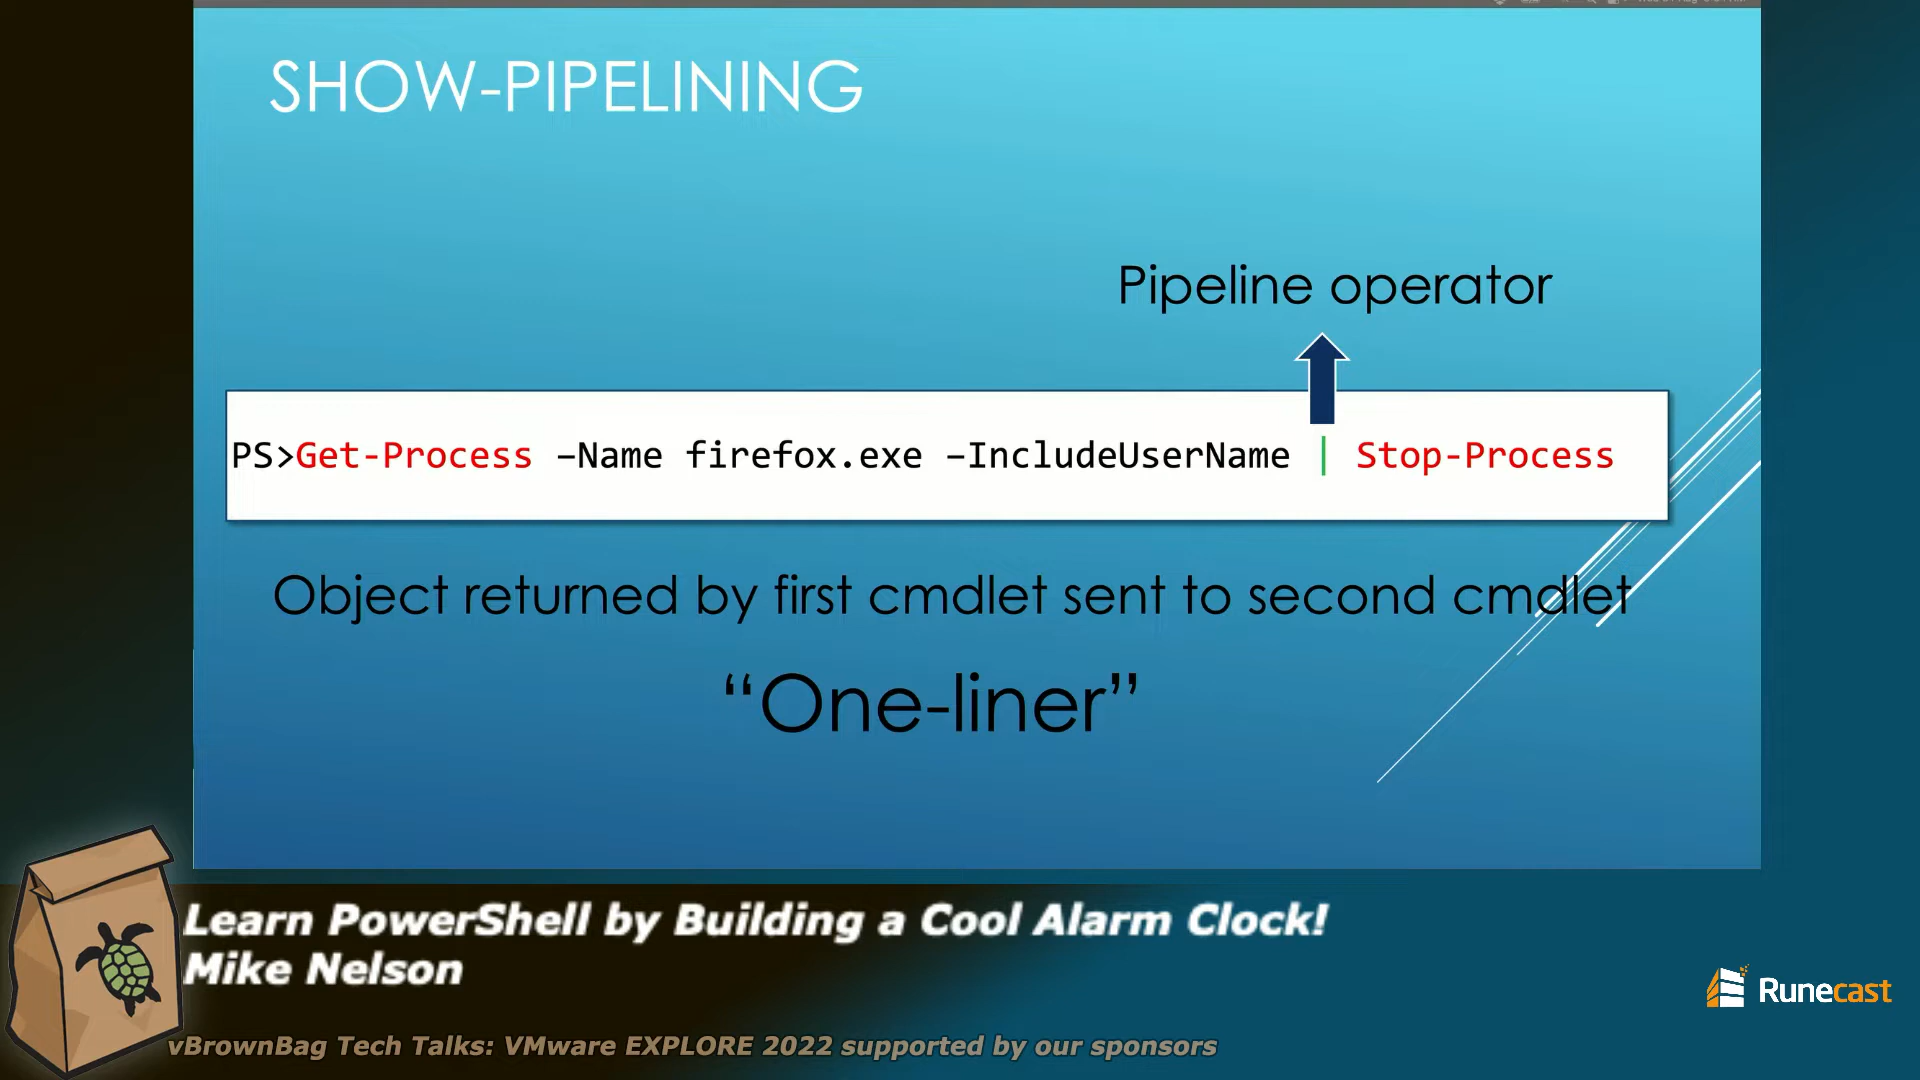 SHOW-PIPELINING
Pipeline operator
PS>Get-Process –Name firefox.exe –IncludeUserName | Stop-Process
Object returned by first cmdlet sent to second cmdlet
“One-liner”
Learn PowerShell by Building a Cool Alarm Clock!
Mike Nelson
Runecast
vBrownBag Tech Talks: VMware EXPLORE 2022 supported by our sponsors